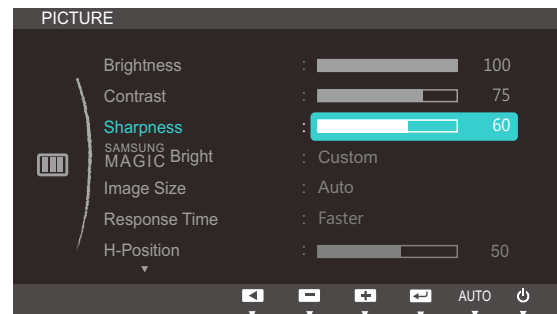 PICTURE
Brightness : 100
Contrast : 75
Sharpness : 60
SAMSUNG MAGIC Bright : Custom
Image Size : Auto
Response Time : Faster
H-Position : 50
AUTO